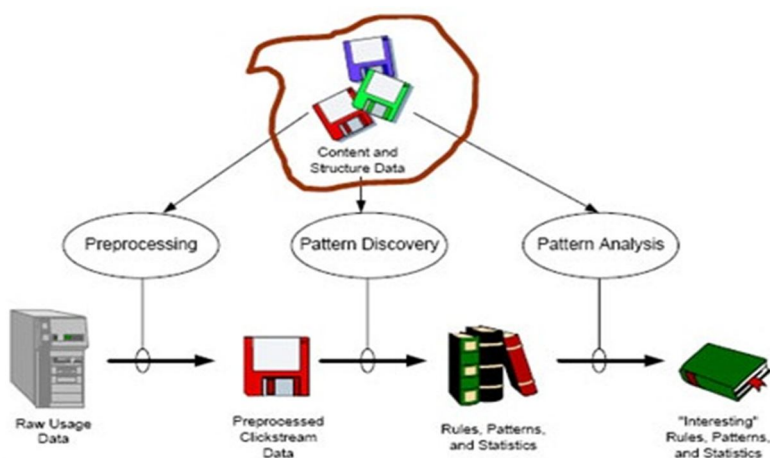 Content and
Structure Data
Preprocessing
Pattern Discovery
Pattern Analysis
Raw Usage
Data
Preprocessed
Clickstream
Data
Rules, Patterns,
and Statistics
"Interesting"
Rules, Patterns,
and Statistics